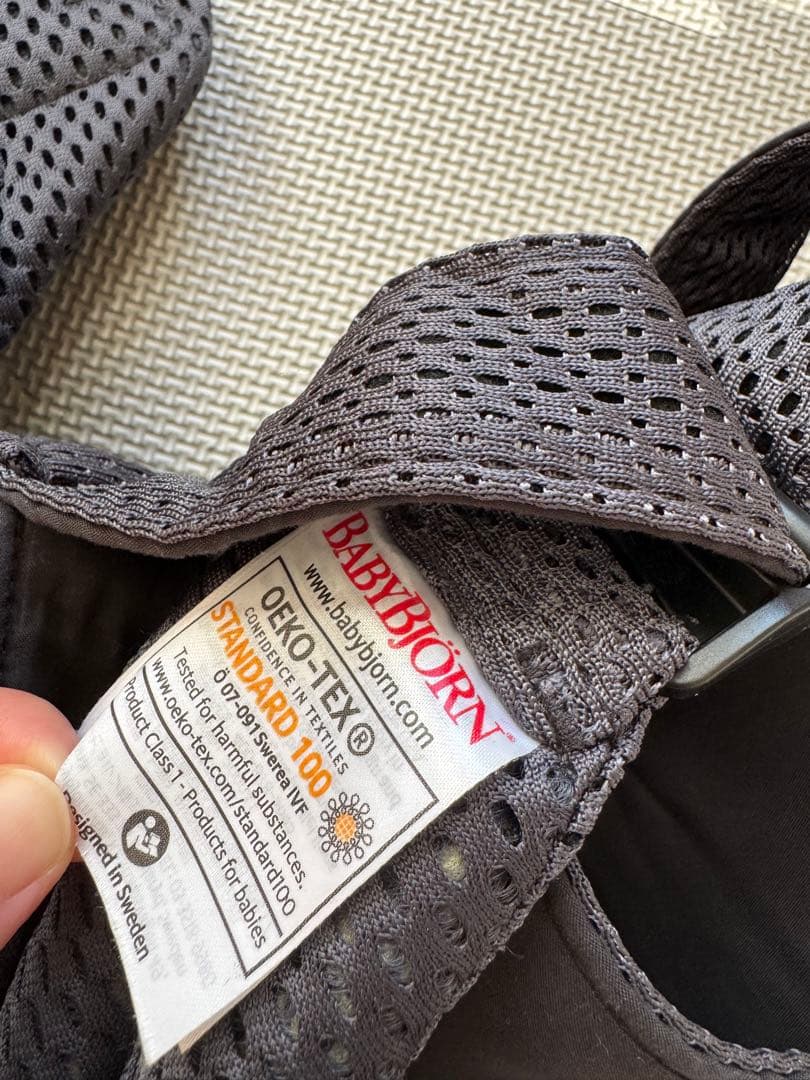 BABYBJÖRN
www.babybjorn.com
OEKO-TEX®
CONFIDENCE IN TEXTILES
STANDARD 100
Ö 07-091 Swerea IVF
Tested for harmful substances.
www.oeko-tex.com/standard100
Product Class 1 - Products for babies
Designed in Sweden